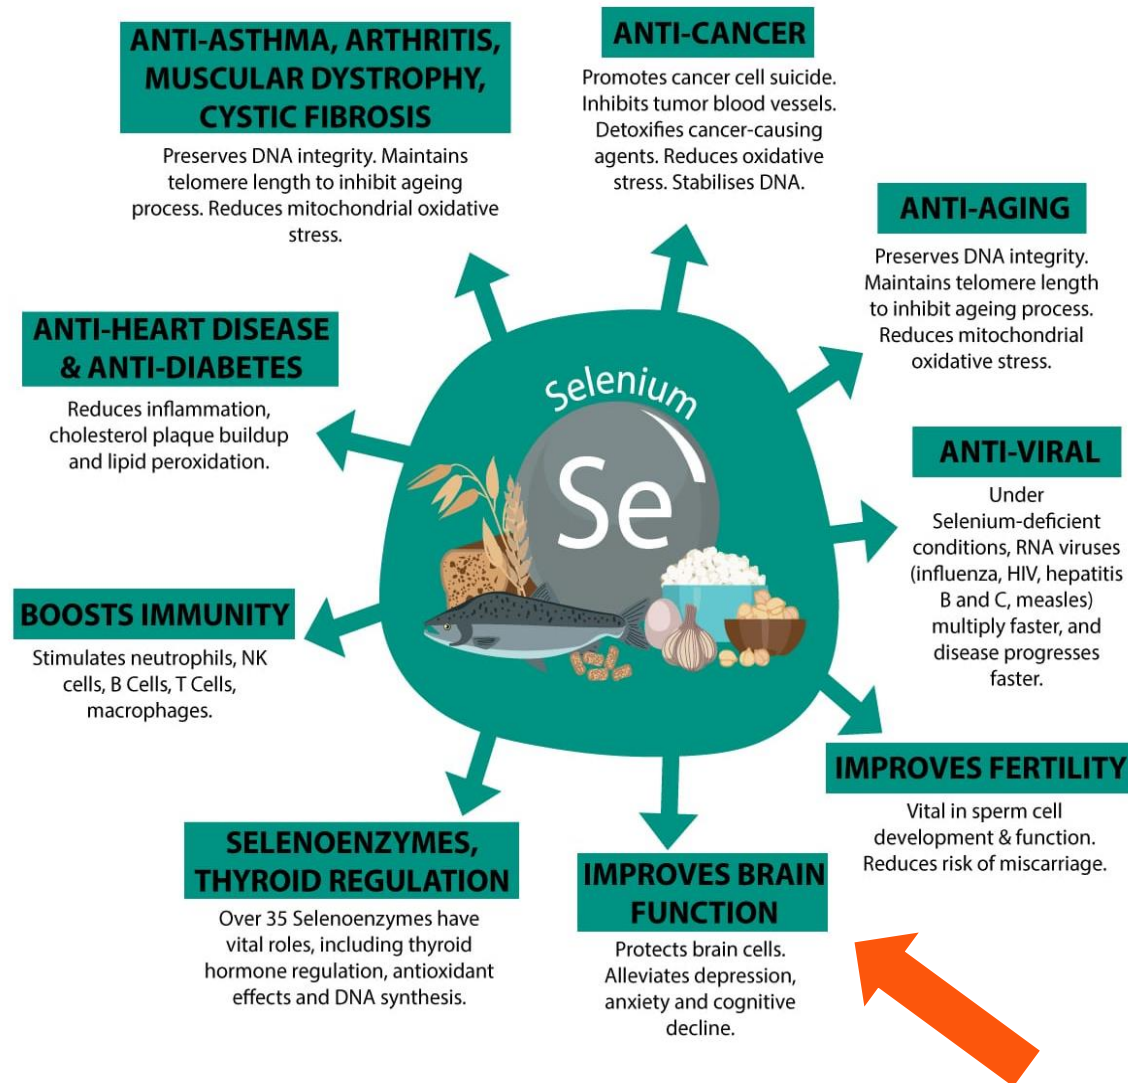 ANTI-ASTHMA, ARTHRITIS,
MUSCULAR DYSTROPHY,
CYSTIC FIBROSIS
Preserves DNA integrity. Maintains
telomere length to inhibit ageing
process. Reduces mitochondrial oxidative
stress.
ANTI-CANCER
Promotes cancer cell suicide.
Inhibits tumor blood vessels.
Detoxifies cancer-causing
agents. Reduces oxidative
stress. Stabilises DNA.
ANTI-AGING
Preserves DNA integrity.
Maintains telomere length
to inhibit ageing process.
Reduces mitochondrial
oxidative stress.
ANTI-HEART DISEASE
& ANTI-DIABETES
Reduces inflammation,
cholesterol plaque buildup
and lipid peroxidation.
Selenium
Se
ANTI-VIRAL
Under
Selenium-deficient
conditions, RNA viruses
(influenza, HIV, hepatitis
B and C, measles)
multiply faster, and
disease progresses
faster.
BOOSTS IMMUNITY
Stimulates neutrophils, NK
cells, B Cells, T Cells,
macrophages.
IMPROVES FERTILITY
Vital in sperm cell
development & function.
Reduces risk of miscarriage.
SELENOENZYMES,
THYROID REGULATION
Over 35 Selenoenzymes have
vital roles, including thyroid
hormone regulation, antioxidant
effects and DNA synthesis.
IMPROVES BRAIN
FUNCTION
Protects brain cells.
Alleviates depression,
anxiety and cognitive
decline.